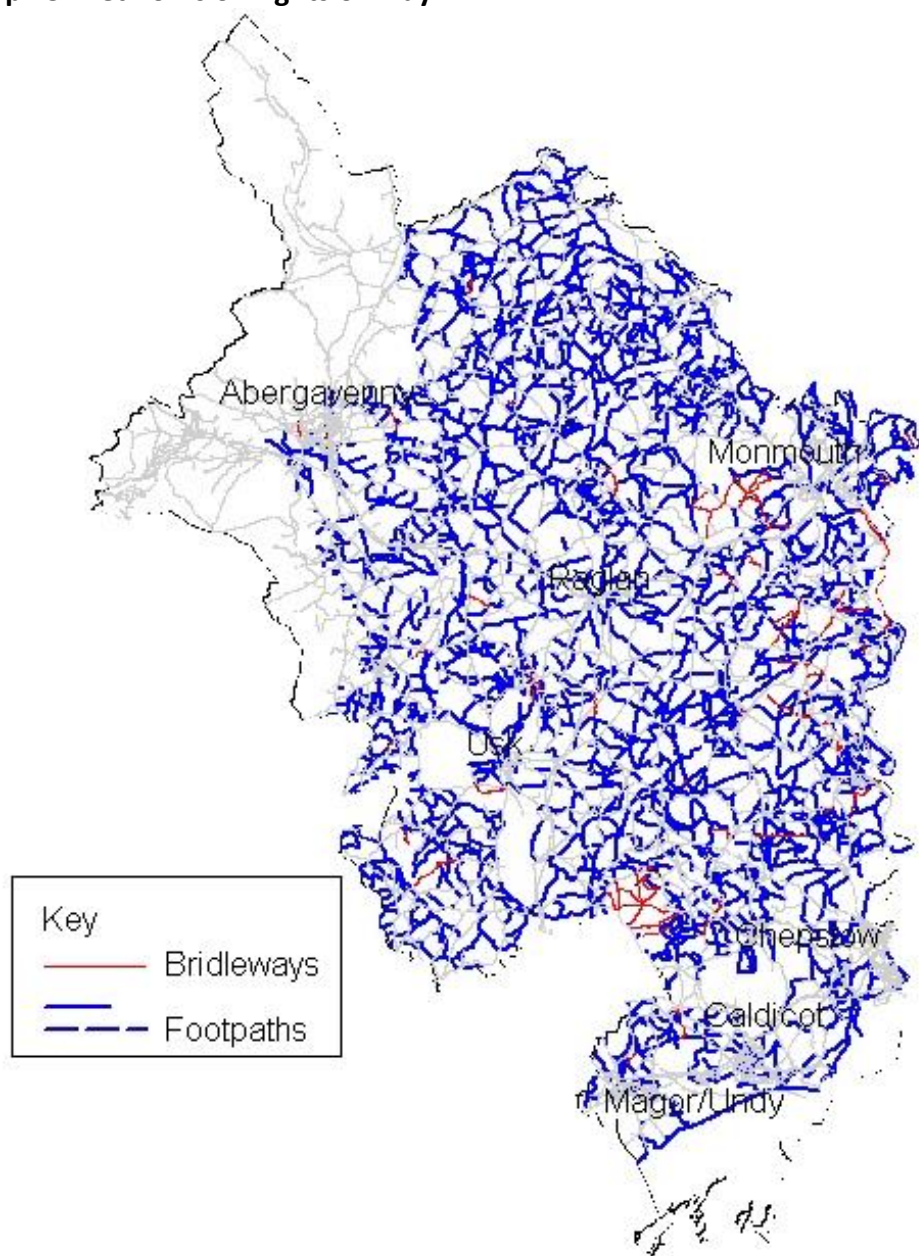 Abergavenny
Monmouth
Raglan
Usk
Key
Bridleways
Footpaths
Chepstow
Caldicot
Magor/Undy